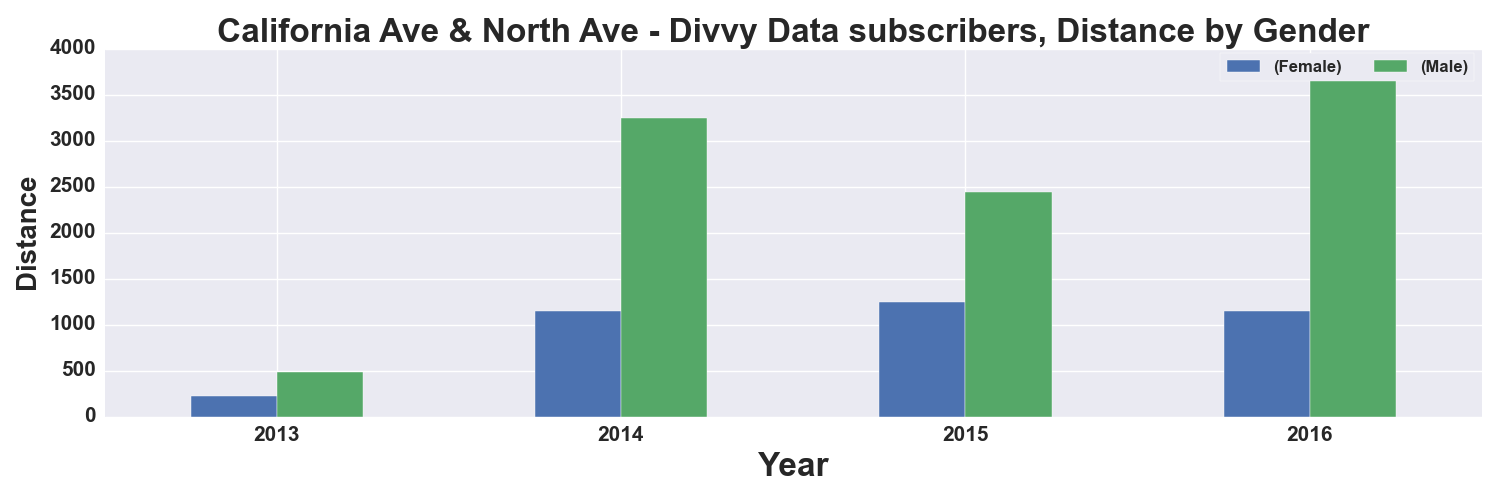 California Ave & North Ave - Divvy Data subscribers, Distance by Gender
(Female) (Male)
Distance
4000
3500
3000
2500
2000
1500
1000
500
0
2013 2014 2015 2016
Year